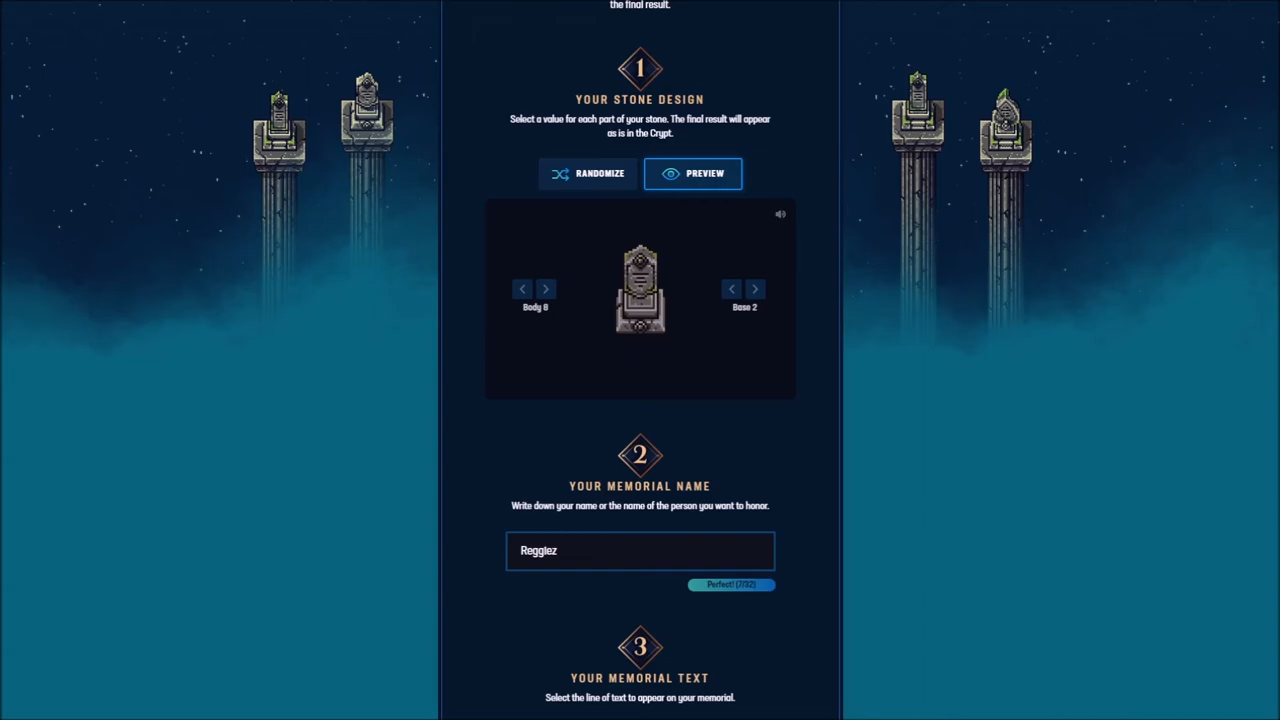 the final result.
1
YOUR STONE DESIGN
Select a value for each part of your stone. The final result will appear
as is in the Crypt.
RANDOMIZE
PREVIEW
Body 8
Base 2
2
YOUR MEMORIAL NAME
Write down your name or the name of the person you want to honor.
Regglez
Perfect! (7/32)
3
YOUR MEMORIAL TEXT
Select the line of text to appear on your memorial.